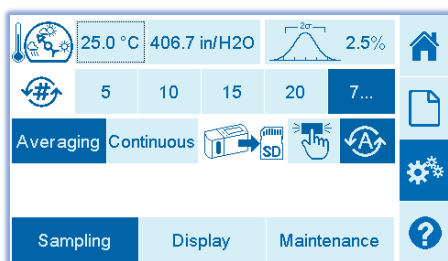 25.0 °C 406.7 in/H2O 2σ 2.5%
# 5 10 15 20 7...
Averaging Continuous SD A
Sampling Display Maintenance ?